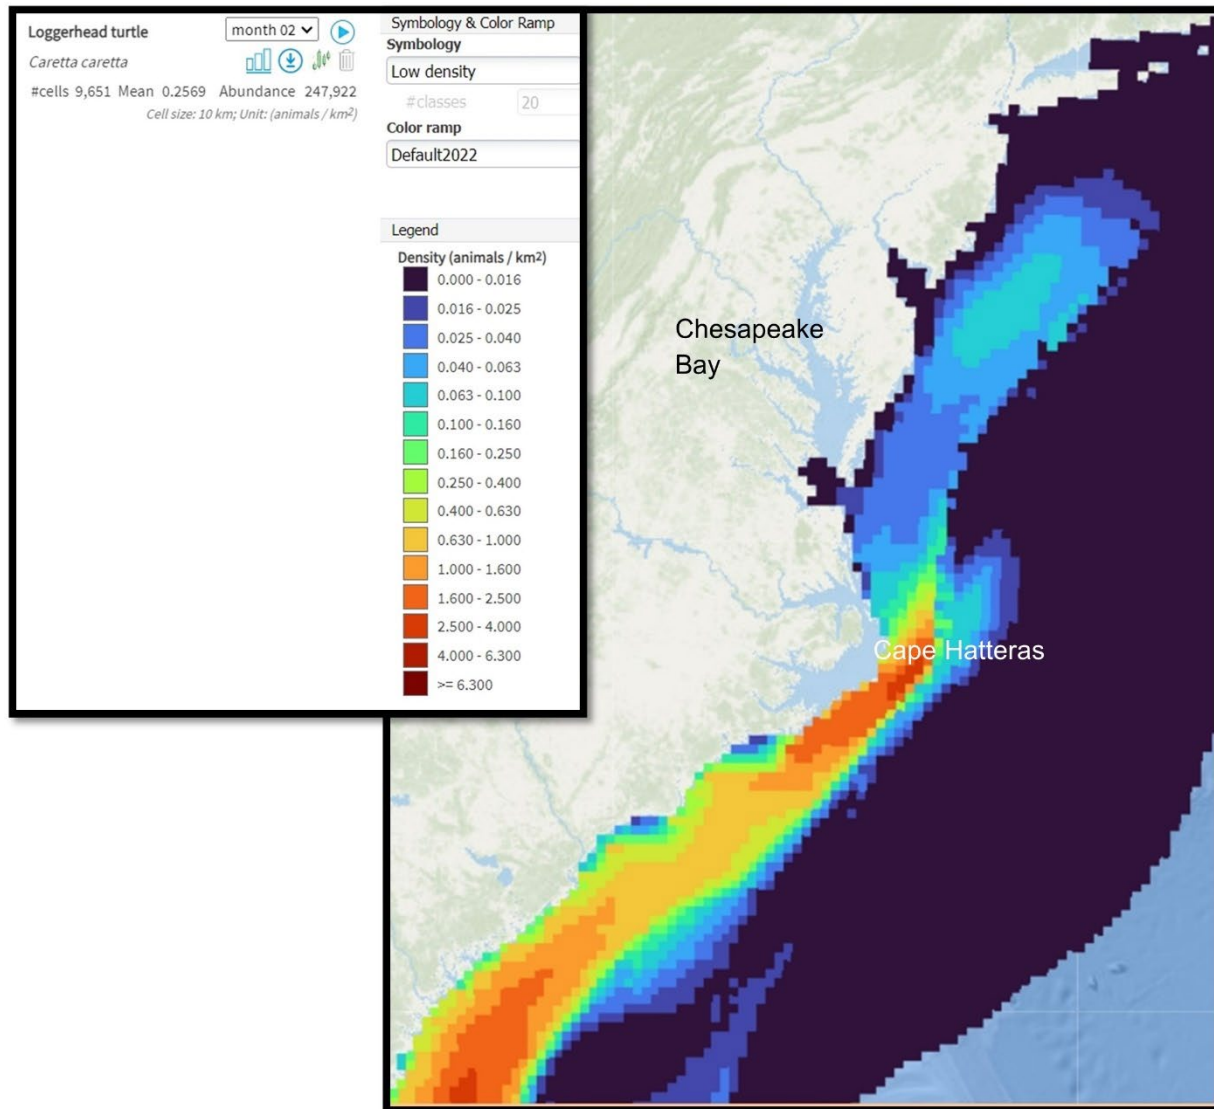 Loggerhead turtle
month 02
Caretta caretta
#cells 9,651 Mean 0.2569 Abundance 247,922
Cell size: 10 km; Unit: (animals / km²)
Symbology & Color Ramp
Symbology
Low density
#classes 20
Color ramp
Default2022
Legend
Density (animals / km²)
0.000 - 0.016
0.016 - 0.025
0.025 - 0.040
0.040 - 0.063
0.063 - 0.100
0.100 - 0.160
0.160 - 0.250
0.250 - 0.400
0.400 - 0.630
0.630 - 1.000
1.000 - 1.600
1.600 - 2.500
2.500 - 4.000
4.000 - 6.300
>= 6.300
Chesapeake
Bay
Cape Hatteras